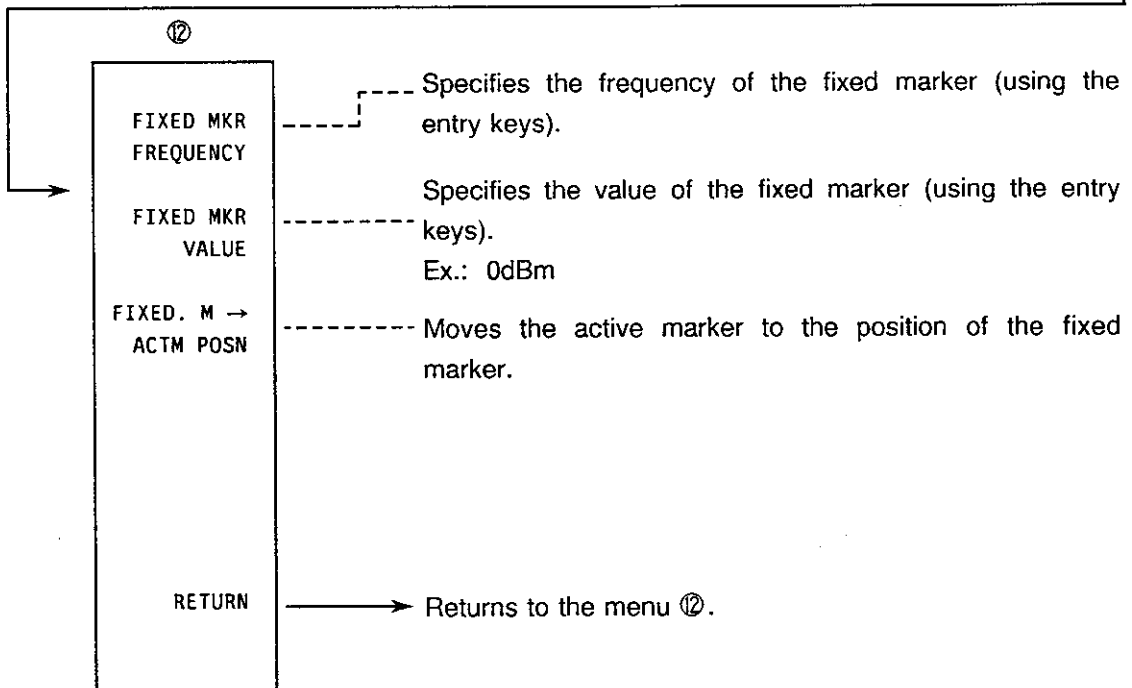 ⑫
FIXED MKR
FREQUENCY
Specifies the frequency of the fixed marker (using the
entry keys).
FIXED MKR
VALUE
Specifies the value of the fixed marker (using the entry
keys).
Ex.: 0dBm
FIXED. M →
ACTM POSN
Moves the active marker to the position of the fixed
marker.
RETURN
Returns to the menu ⑫.